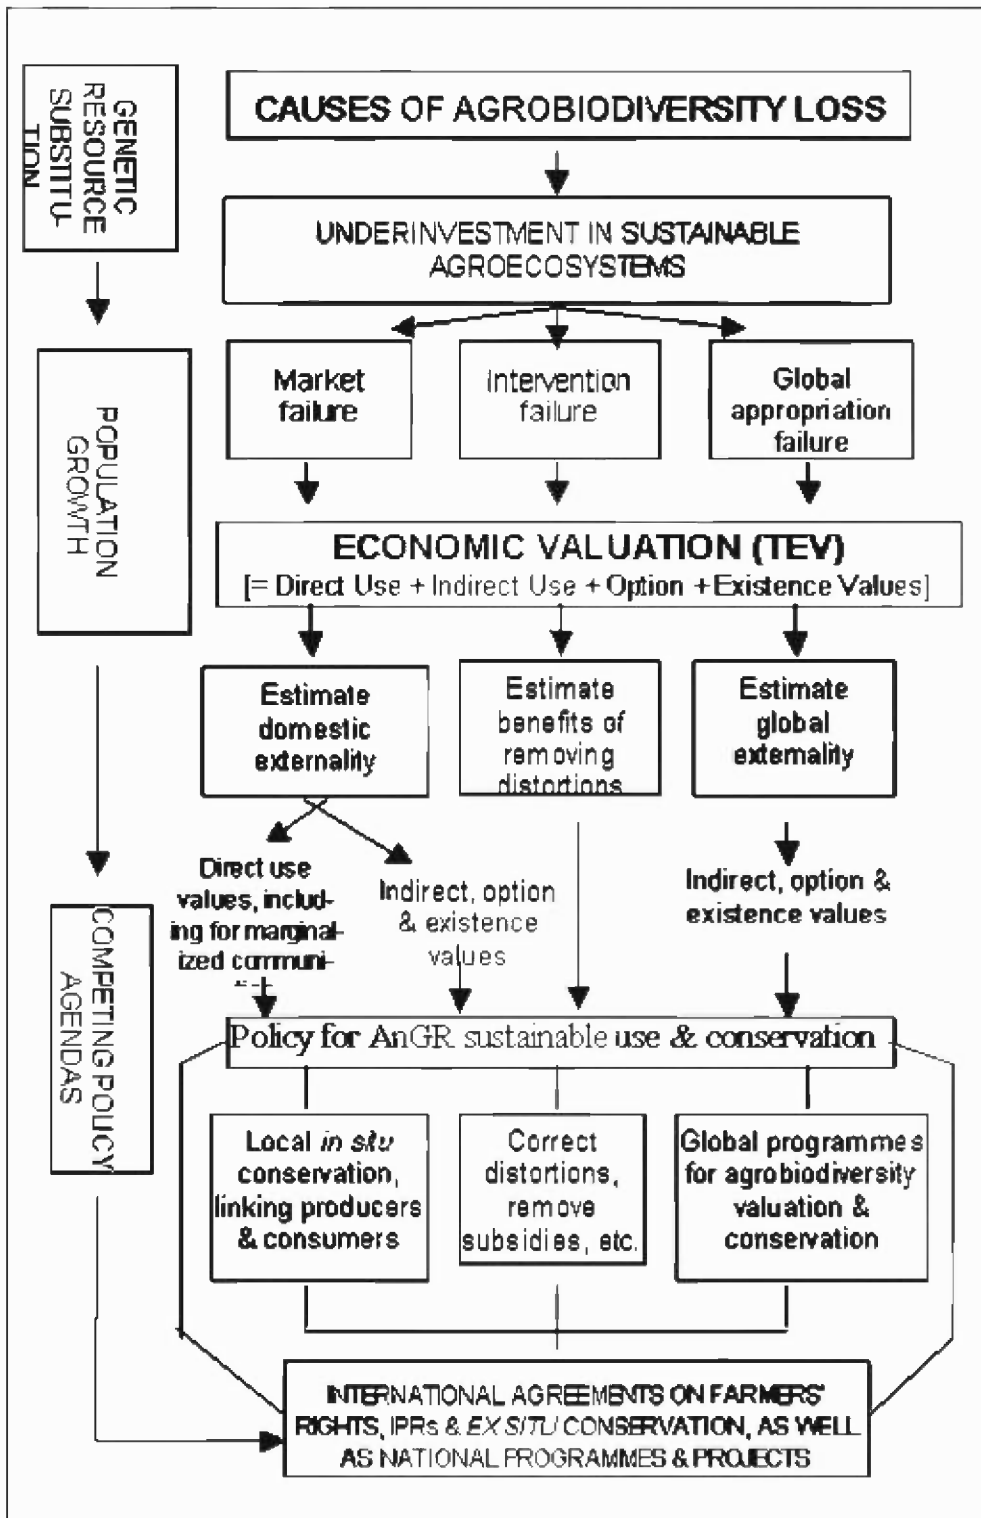 GENETIC
RESOURCE
SUBSTITU-
TION
POPULATION
GROWTH
COMPETING POLICY
AGENDAS
CAUSES OF AGROBIODIVERSITY LOSS
UNDERINVESTMENT IN SUSTAINABLE
AGROECOSYSTEMS
Market
failure
Intervention
failure
Global
appropriation
failure
ECONOMIC VALUATION (TEV)
[= Direct Use + Indirect Use + Option + Existence Values]
Estimate
domestic
externality
Estimate
benefits of
removing
distortions
Estimate
global
externality
Direct use
values, includ-
ing for marginal-
ized communi-
Indirect, option
& existence
values
Indirect, option &
existence values
Policy for AnGR sustainable use & conservation
Local in situ
conservation,
linking producers
& consumers
Correct
distortions,
remove
subsidies, etc.
Global programmes
for agrobiodiversity
valuation &
conservation
INTERNATIONAL AGREEMENTS ON FARMERS'
RIGHTS, IPRs & EX SITU CONSERVATION, AS WELL
AS NATIONAL PROGRAMMES & PROJECTS